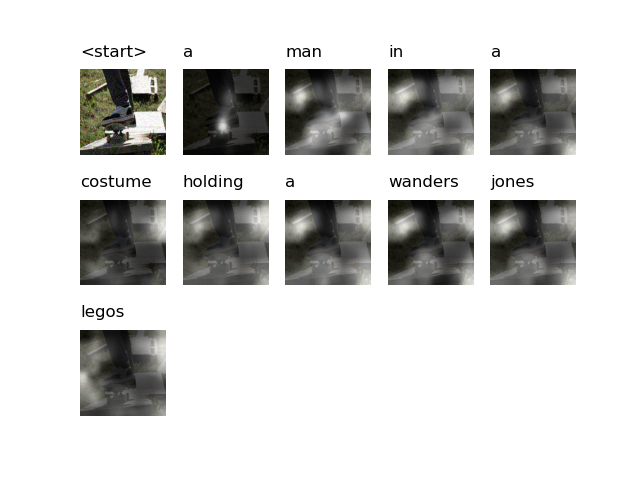 <start> a man in a
costume holding a wanders jones
legos